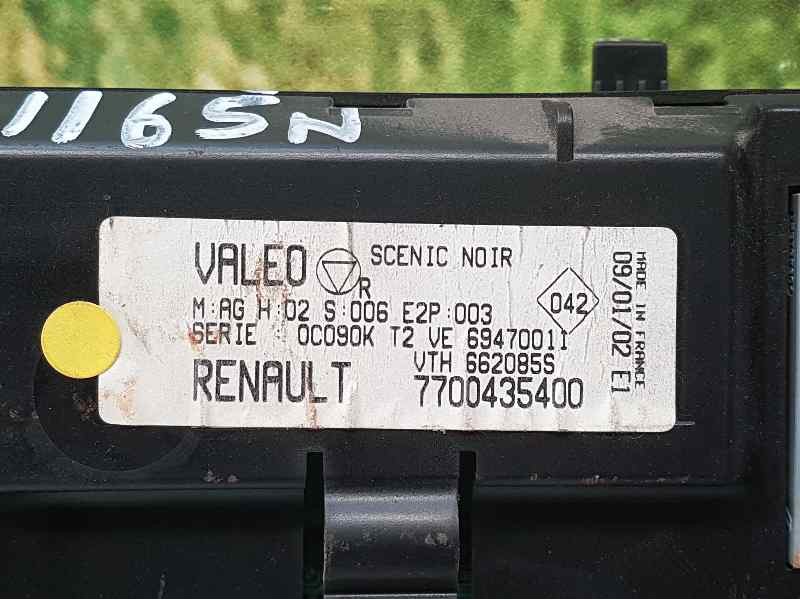 1165N
VALEO R SCENIC NOIR
M:AG H:02 S:006 E2P:003
042
SERIE 0C090K T2 VE 69470011
VTH 662085S
RENAULT 7700435400
MADE IN FRANCE
09/01/02 E1